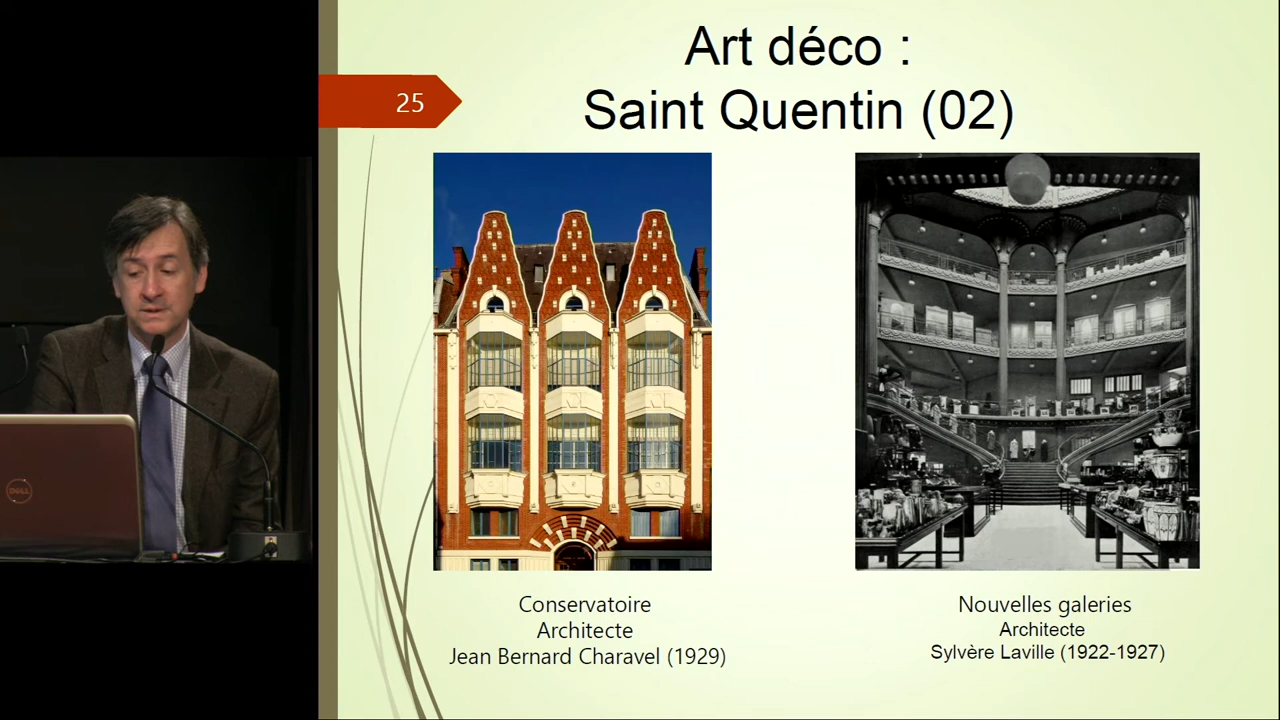 Art déco :
Saint Quentin (02)
25
DELL
Conservatoire
Architecte
Jean Bernard Charavel (1929)
Nouvelles galeries
Architecte
Sylvère Laville (1922-1927)